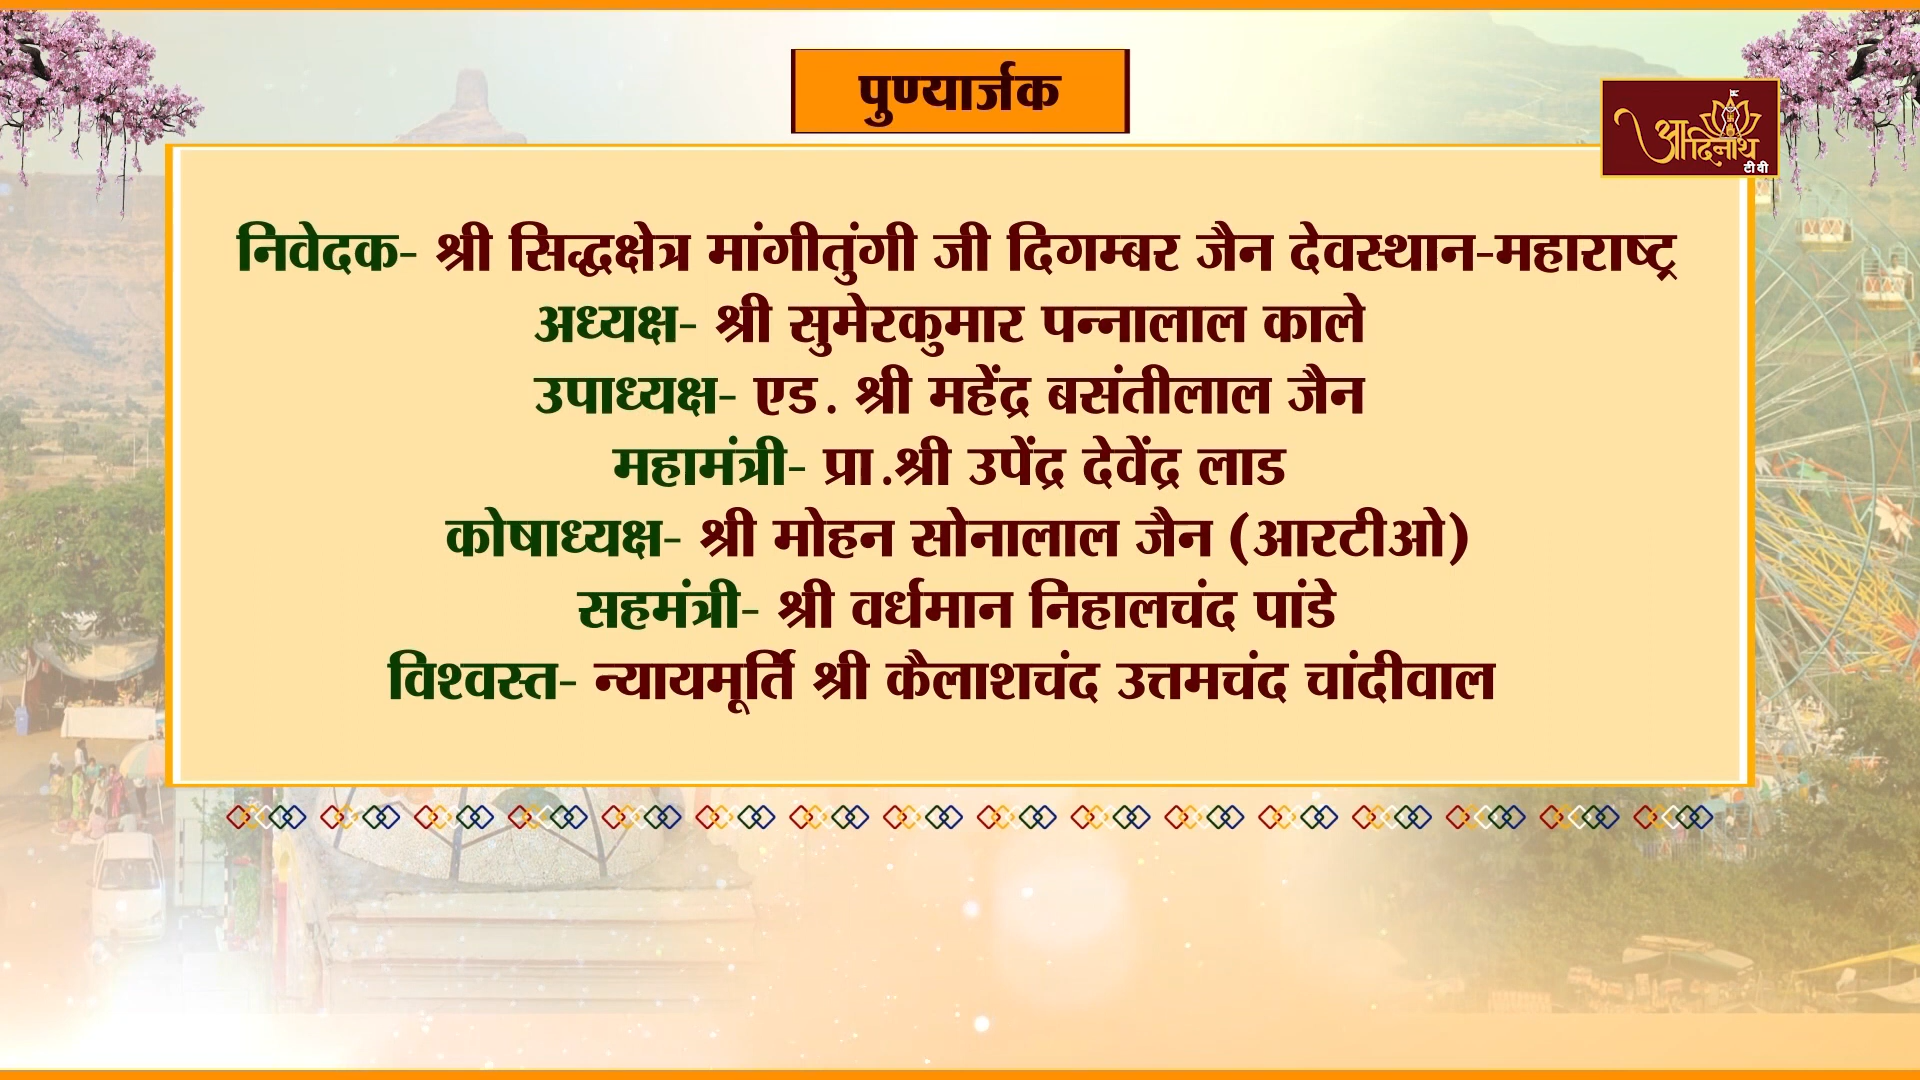 पुण्यार्जक
आदिनाथ
टीवी
निवेदक- श्री सिद्धक्षेत्र मांगीतुंगी जी दिगम्बर जैन देवस्थान-महाराष्ट्र
अध्यक्ष- श्री सुमेरकुमार पन्नालाल काले
उपाध्यक्ष- एड. श्री महेंद्र बसंतीलाल जैन
महामंत्री- प्रा.श्री उपेंद्र देवेंद्र लाड
कोषाध्यक्ष- श्री मोहन सोनालाल जैन (आरटीओ)
सहमंत्री- श्री वर्धमान निहालचंद पांडे
विश्वस्त- न्यायमूर्ति श्री कैलाशचंद उत्तमचंद चांदीवाल